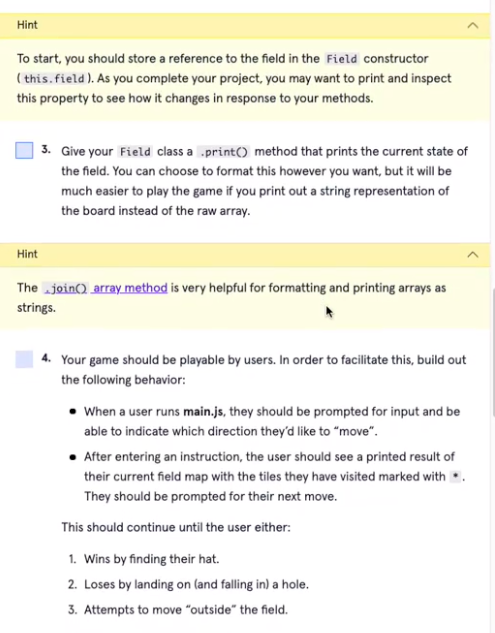 Hint
To start, you should store a reference to the field in the Field constructor
(this.field). As you complete your project, you may want to print and inspect
this property to see how it changes in response to your methods.
3. Give your Field class a .print() method that prints the current state of
the field. You can choose to format this however you want, but it will be
much easier to play the game if you print out a string representation of
the board instead of the raw array.
Hint
The .join() array method is very helpful for formatting and printing arrays as
strings.
4. Your game should be playable by users. In order to facilitate this, build out
the following behavior:
• When a user runs main.js, they should be prompted for input and be
able to indicate which direction they'd like to “move”.
• After entering an instruction, the user should see a printed result of
their current field map with the tiles they have visited marked with *.
They should be prompted for their next move.
This should continue until the user either:
1. Wins by finding their hat.
2. Loses by landing on (and falling in) a hole.
3. Attempts to move “outside” the field.